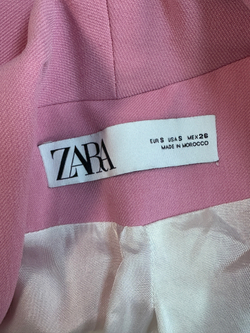 ZARA
EUR S USA S MEX 26
MADE IN MOROCCO